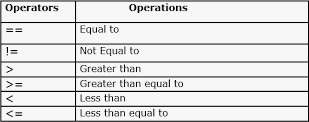 Operators Operations
== Equal to
!= Not Equal to
> Greater than
>= Greater than equal to
< Less than
<= Less than equal to